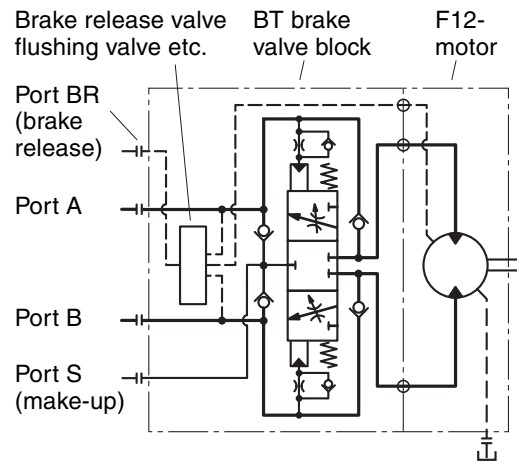 Brake release valve
flushing valve etc.
BT brake
valve block
F12-
motor
Port BR
(brake
release)
Port A
Port B
Port S
(make-up)